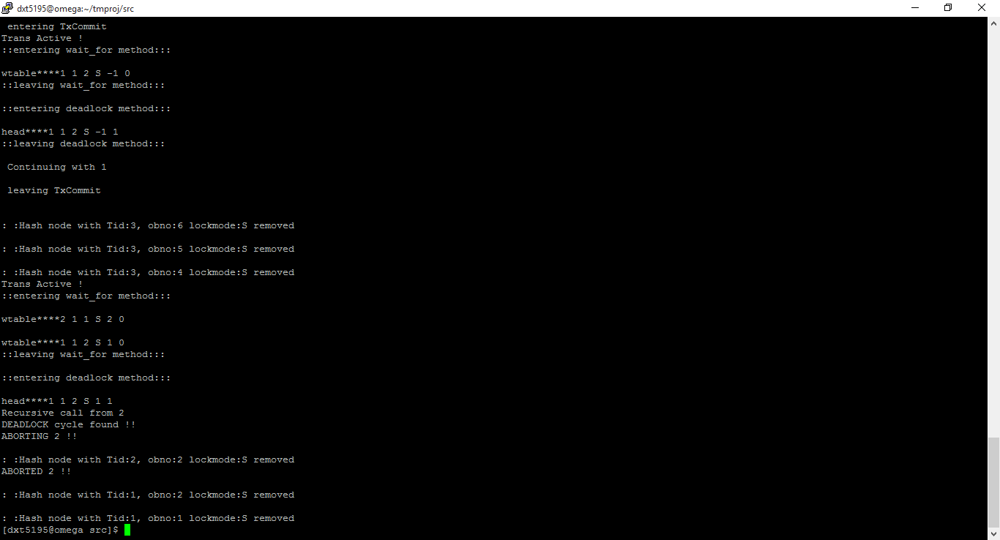 dxt5195@omega:~/tmproj/src
entering TxCommit
Trans Active !
::entering wait_for method:::
wtable****1 1 2 S -1 0
::leaving wait_for method:::
::entering deadlock method:::
head****1 1 2 S -1 1
::leaving deadlock method:::
Continuing with 1
leaving TxCommit
: :Hash node with Tid:3, obno:6 lockmode:S removed
: :Hash node with Tid:3, obno:5 lockmode:S removed
: :Hash node with Tid:3, obno:4 lockmode:S removed
Trans Active !
::entering wait_for method:::
wtable****2 1 1 S 2 0
wtable****1 1 2 S 1 0
::leaving wait_for method:::
::entering deadlock method:::
head****1 1 2 S 1 1
Recursive call from 2
DEADLOCK cycle found !!
ABORTING 2 !!
: :Hash node with Tid:2, obno:2 lockmode:S removed
ABORTED 2 !!
: :Hash node with Tid:1, obno:2 lockmode:S removed
: :Hash node with Tid:1, obno:1 lockmode:S removed
[dxt5195@omega src]$